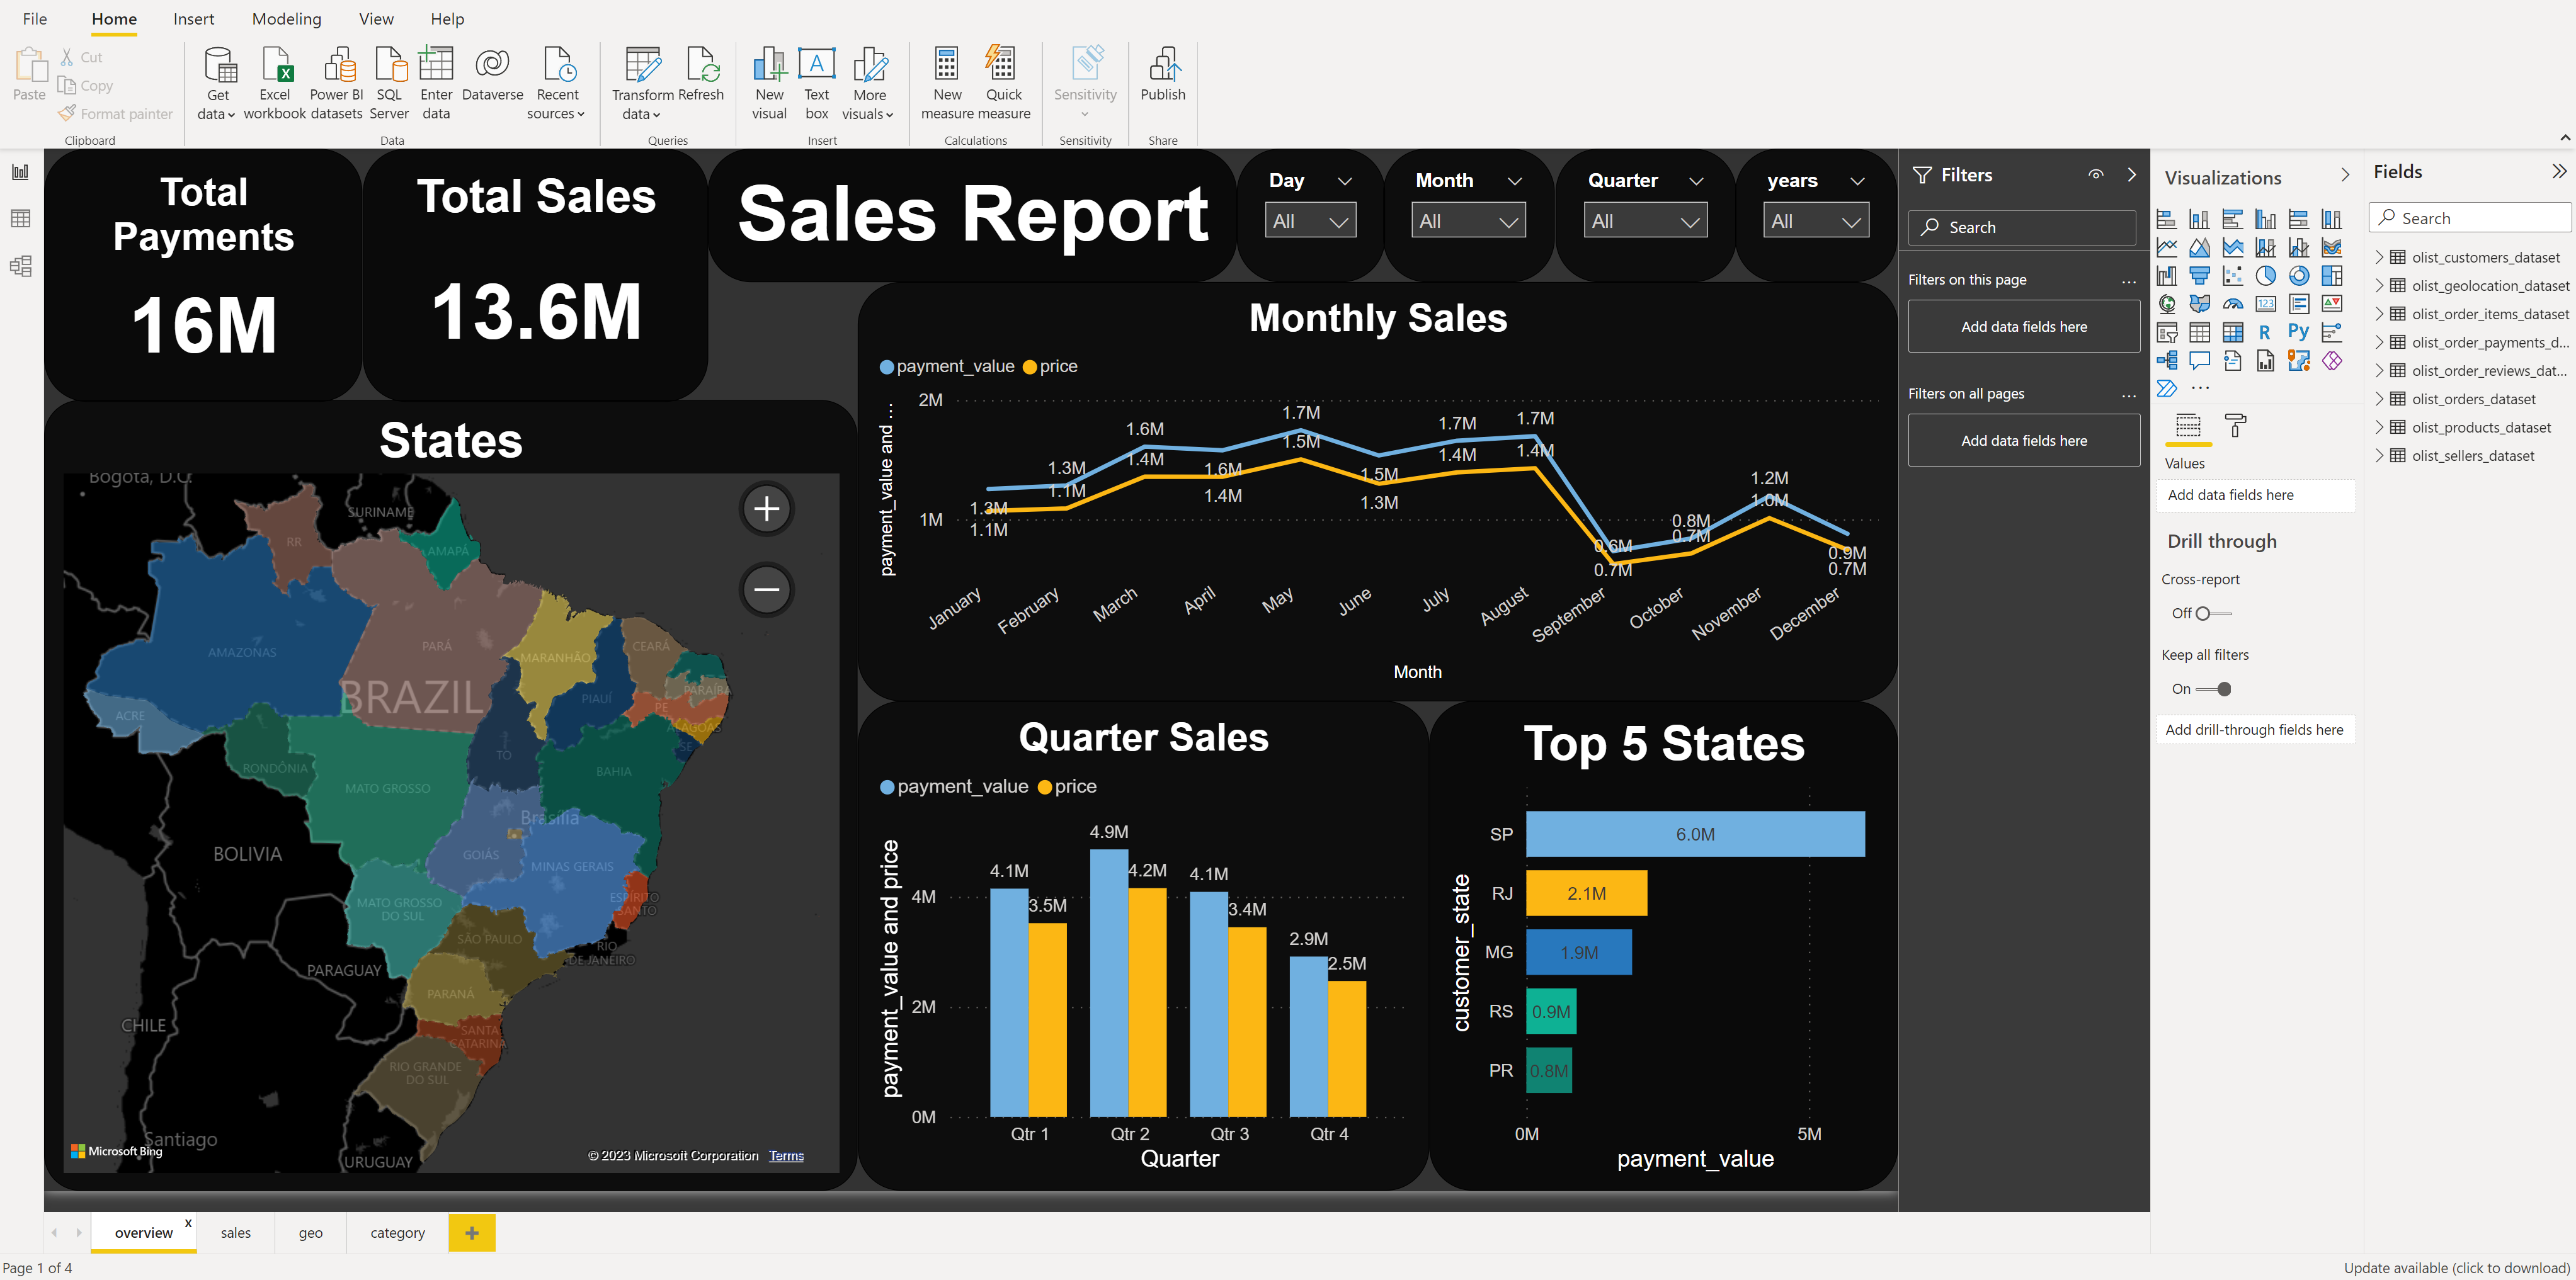 File Home Insert Modeling View Help
Paste
Cut
Copy
Format painter
Clipboard
Get data
Excel workbook
Power BI datasets
SQL Server
Enter data
Dataverse
Recent sources
Data
Transform data
Refresh
Queries
New visual
Text box
More visuals
Insert
New measure
Quick measure
Calculations
Sensitivity
Sensitivity
Publish
Share
Total Payments
16M
Total Sales
13.6M
Sales Report
Day
All
Month
All
Quarter
All
years
All
States
Bogota, D.C.
SURINAME
RR
AMAPÁ
AMAZONAS
PARÁ
MARANHÃO
CEARÁ
BRAZIL
PIAUÍ
PARAÍBA
PE
ACRE
ALAGOAS
SE
TO
RONDÔNIA
MATO GROSSO
BAHIA
Brasília
BOLIVIA
GOIÁS
MINAS GERAIS
MATO GROSSO DO SUL
ESPÍRITO SANTO
SÃO PAULO
RIO DE JANEIRO
PARAGUAY
PARANÁ
CHILE
SANTA CATARINA
RIO GRANDE DO SUL
Santiago
URUGUAY
Microsoft Bing
© 2023 Microsoft Corporation Terms
Monthly Sales
payment_value price
payment_value and ...
2M
1M
1.3M 1.3M 1.6M 1.6M 1.7M 1.5M 1.7M 1.7M 0.6M 0.8M 1.2M 0.9M
1.1M 1.1M 1.4M 1.4M 1.5M 1.3M 1.4M 1.4M 0.7M 0.7M 1.0M 0.7M
January February March April May June July August September October November December
Month
Quarter Sales
payment_value price
payment_value and price
4M
2M
0M
4.1M 4.9M 4.1M 2.9M
3.5M 4.2M 3.4M 2.5M
Qtr 1 Qtr 2 Qtr 3 Qtr 4
Quarter
Top 5 States
customer_state
SP 6.0M
RJ 2.1M
MG 1.9M
RS 0.9M
PR 0.8M
0M 5M
payment_value
Filters
Search
Filters on this page ...
Add data fields here
Filters on all pages ...
Add data fields here
Visualizations
123
R Py
...
Values
Add data fields here
Drill through
Cross-report
Off
Keep all filters
On
Add drill-through fields here
Fields
Search
olist_customers_dataset
olist_geolocation_dataset
olist_order_items_dataset
olist_order_payments_d...
olist_order_reviews_dat...
olist_orders_dataset
olist_products_dataset
olist_sellers_dataset
overview x sales geo category +
Page 1 of 4
Update available (click to download)